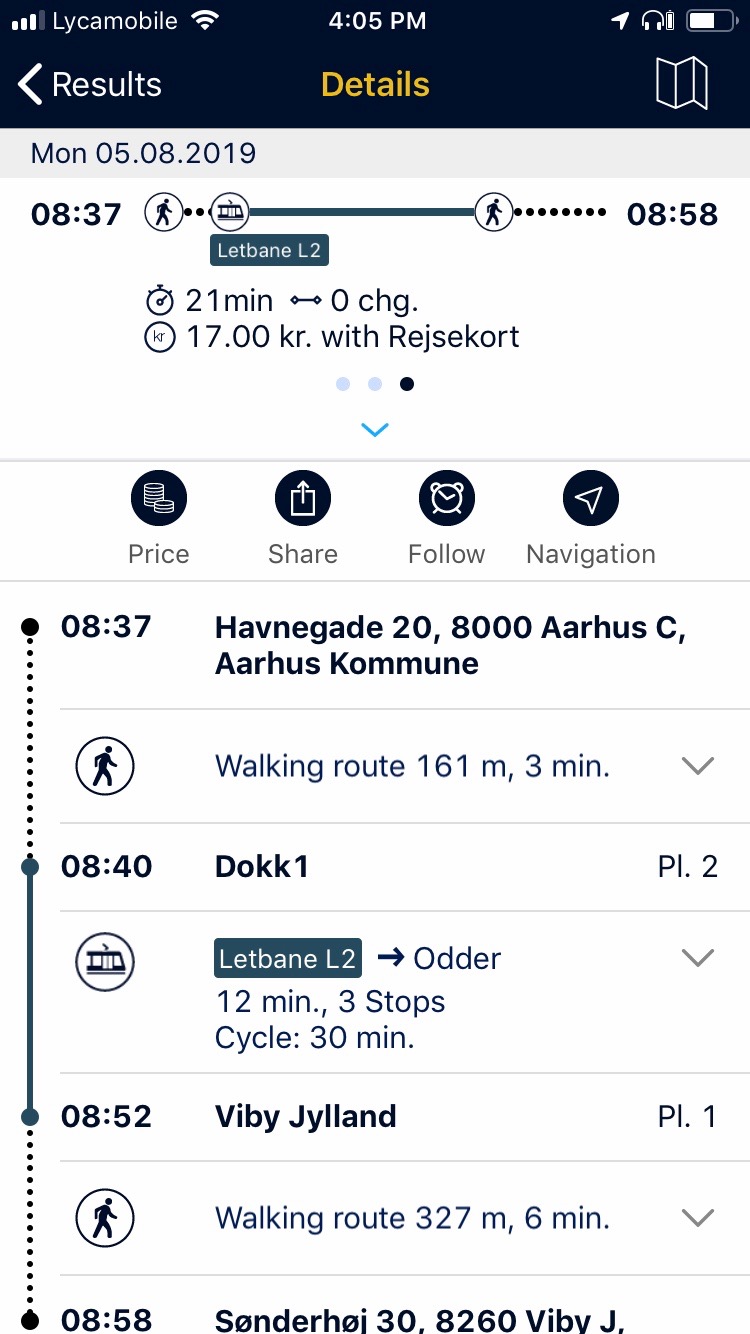 Lycamobile 4:05 PM
Results Details
Mon 05.08.2019
08:37 08:58
Letbane L2
21min 0 chg.
kr 17.00 kr. with Rejsekort
Price Share Follow Navigation
08:37 Havnegade 20, 8000 Aarhus C,
Aarhus Kommune
Walking route 161 m, 3 min.
08:40 Dokk1 Pl. 2
Letbane L2 → Odder
12 min., 3 Stops
Cycle: 30 min.
08:52 Viby Jylland Pl. 1
Walking route 327 m, 6 min.
08:58 Sønderhøj 30, 8260 Viby J,